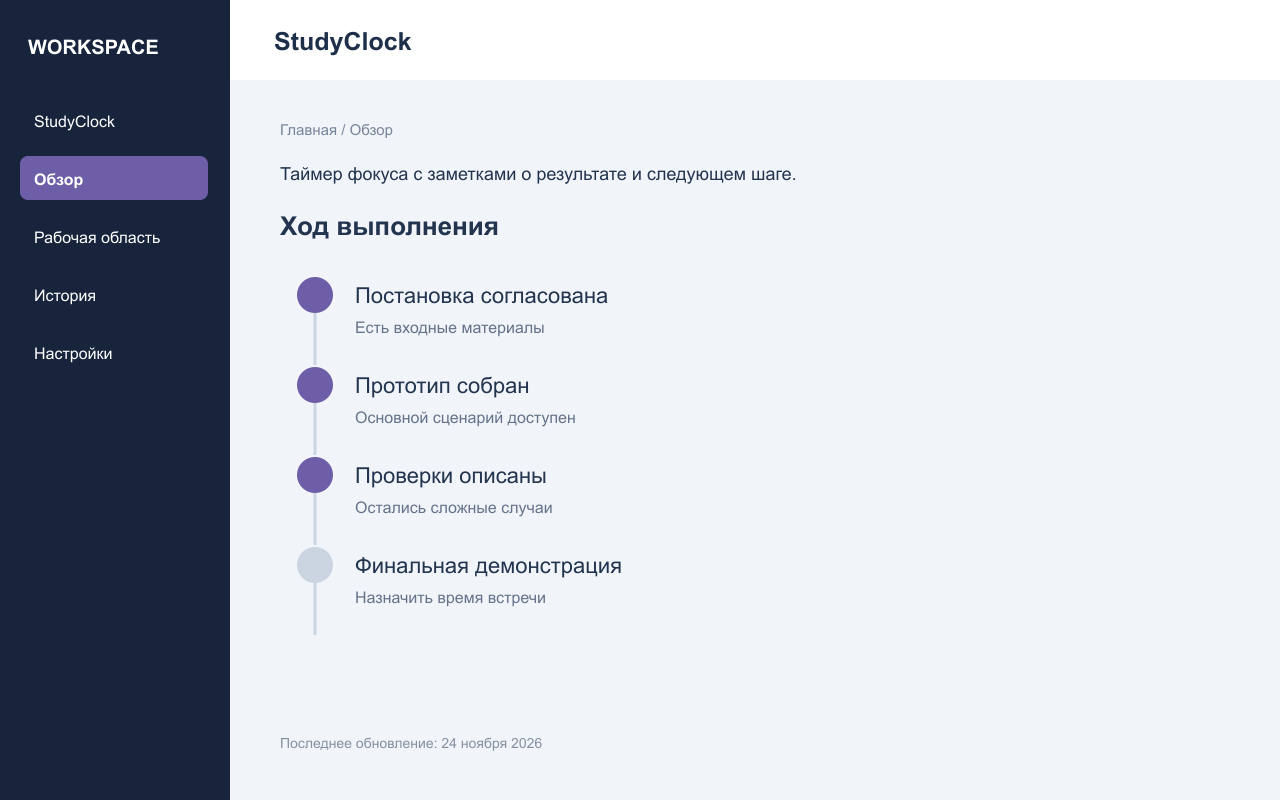 WORKSPACE
StudyClock
Обзор
Рабочая область
История
Настройки
StudyClock
Главная / Обзор
Таймер фокуса с заметками о результате и следующем шаге.
Ход выполнения
Постановка согласована
Есть входные материалы
Прототип собран
Основной сценарий доступен
Проверки описаны
Остались сложные случаи
Финальная демонстрация
Назначить время встречи
Последнее обновление: 24 ноября 2026